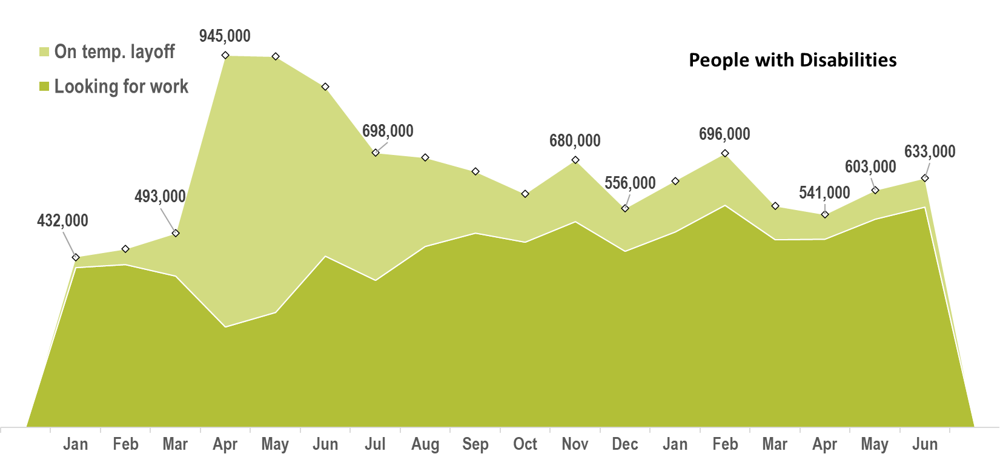 945,000
On temp. layoff
People with Disabilities
Looking for work
698,000
696,000
680,000
633,000
603,000
556,000
541,000
493,000
432,000
Jan Feb Mar Apr May Jun Jul Aug Sep Oct Nov Dec Jan Feb Mar Apr May Jun